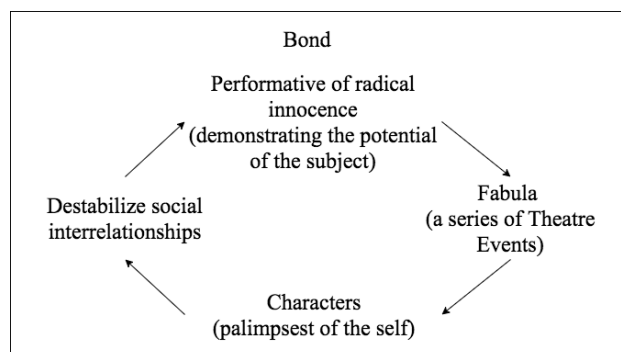 Bond
Performative of radical
innocence
(demonstrating the potential
of the subject)
Fabula
(a series of Theatre
Events)
Destabilize social
interrelationships
Characters
(palimpsest of the self)